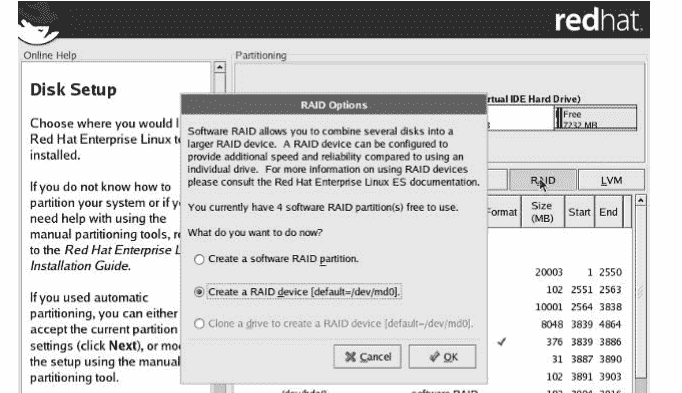 redhat.
Online Help
Partitioning
Disk Setup
Choose where you would l
Red Hat Enterprise Linux t
installed.
If you do not know how to
partition your system or if y
need help with using the
manual partitioning tools, r
to the Red Hat Enterprise L
Installation Guide.
If you used automatic
partitioning, you can either
accept the current partition
settings (click Next), or mo
the setup using the manual
partitioning tool.
RAID Options
Software RAID allows you to combine several disks into a
larger RAID device. A RAID device can be configured to
provide additional speed and reliability compared to using an
individual drive. For more information on using RAID devices
please consult the Red Hat Enterprise Linux ES documentation.
You currently have 4 software RAID partition(s) free to use.
What do you want to do now?
Create a software RAID partition.
Create a RAID device [default=/dev/md0].
Clone a drive to create a RAID device [default=/dev/md0].
Cancel
OK
rtual IDE Hard Drive)
Free
7232 MB
RAID
LVM
ormat
Size
(MB)
Start
End
20003 1 2550
102 2551 2563
10001 2564 3838
8048 3839 4864
376 3839 3886
31 3887 3890
102 3891 3903
software RAID